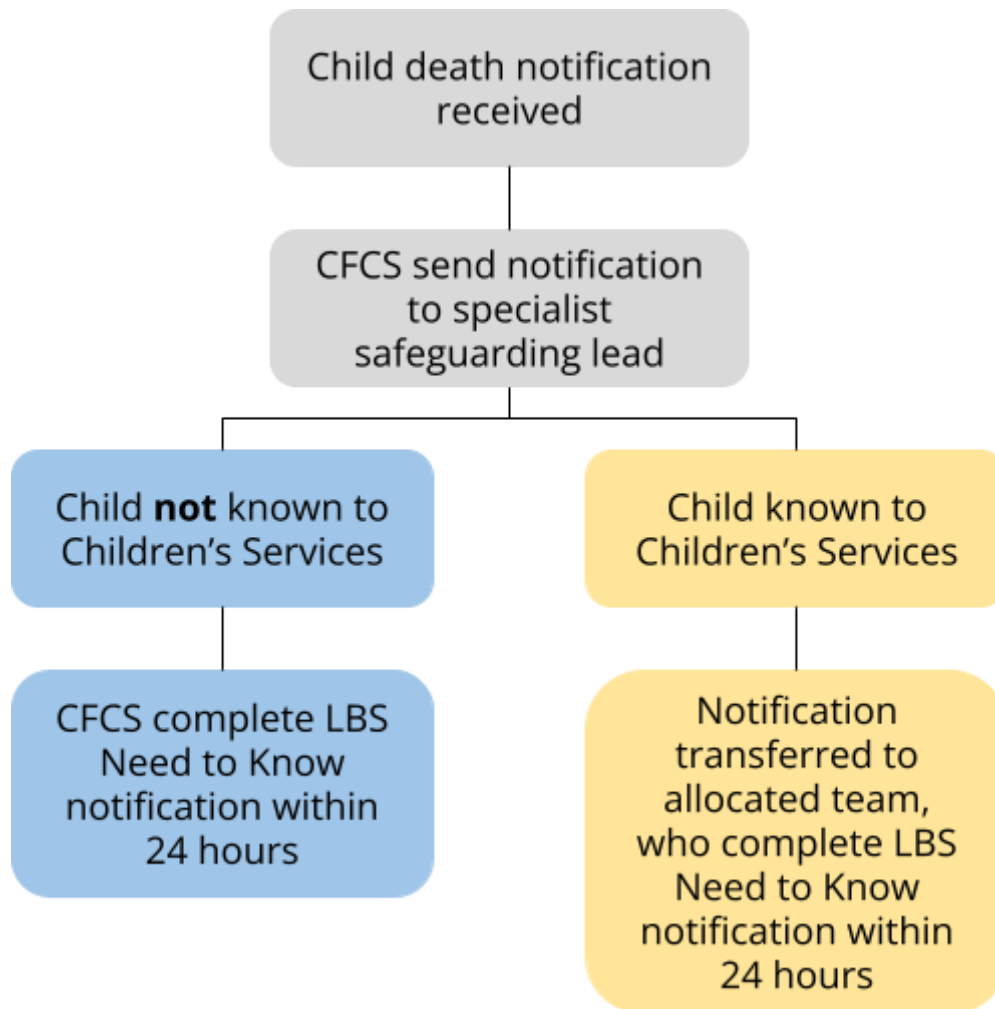 Child death notification
received
CFCS send notification
to specialist
safeguarding lead
Child not known to
Children’s Services
CFCS complete LBS
Need to Know
notification within
24 hours
Child known to
Children’s Services
Notification
transferred to
allocated team,
who complete LBS
Need to Know
notification within
24 hours